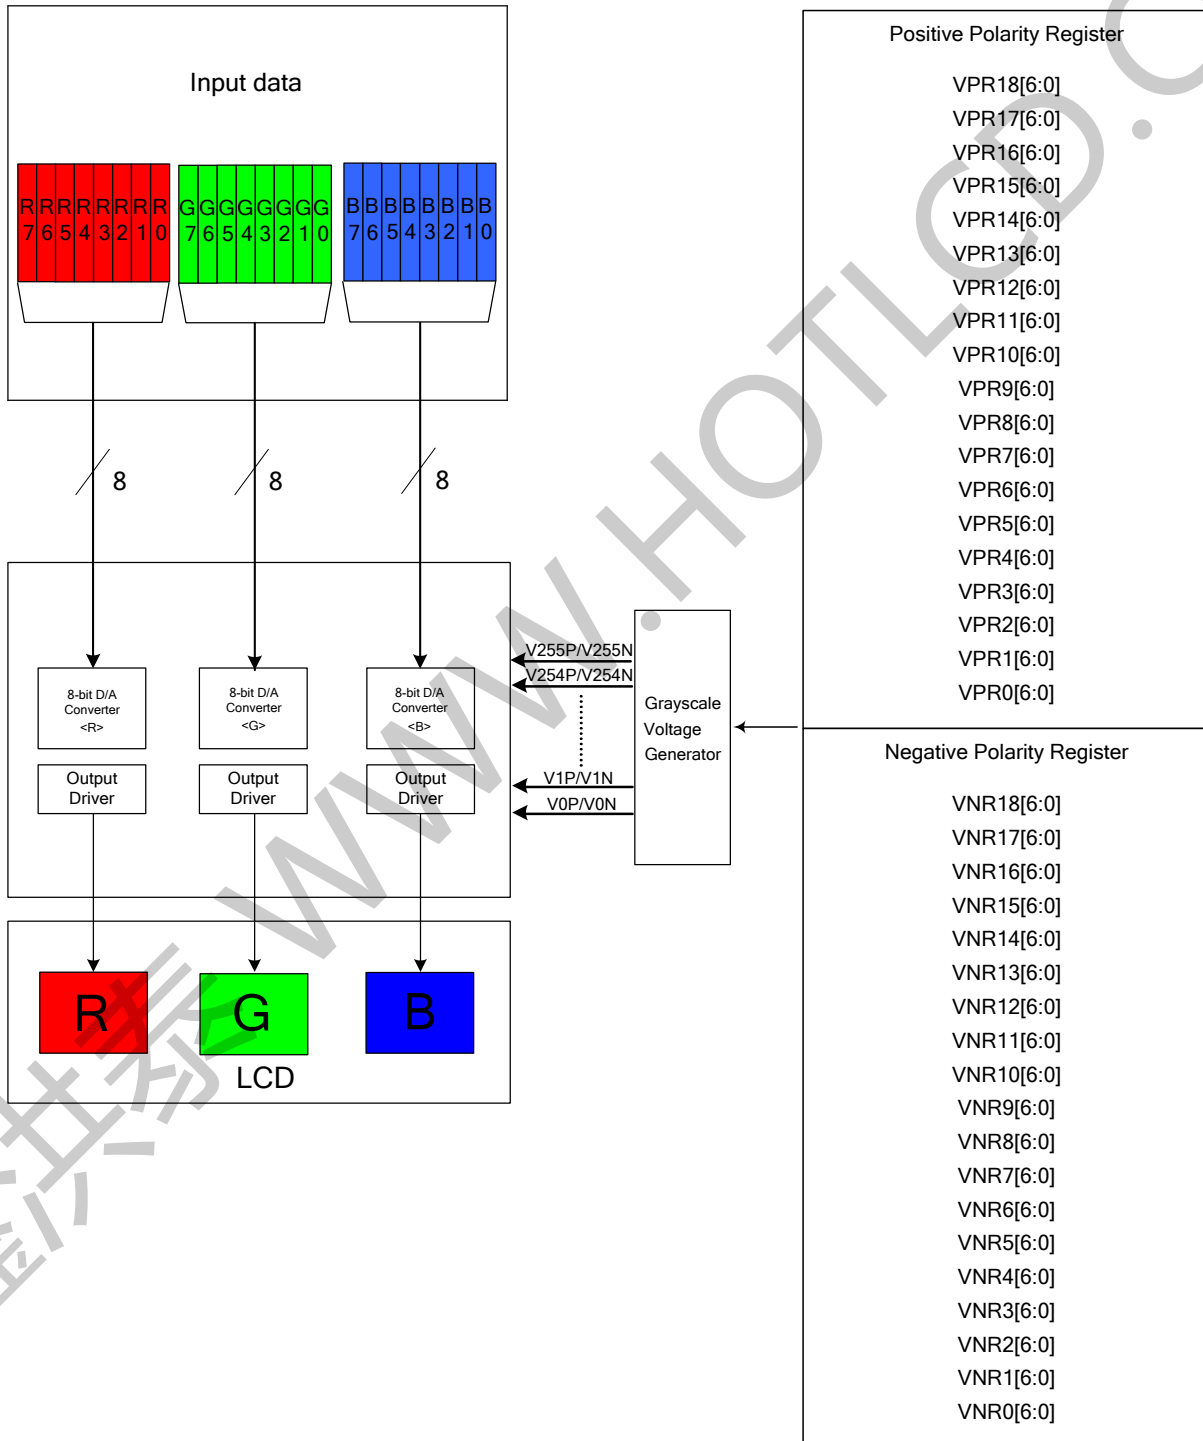 Input data
R7 R6 R5 R4 R3 R2 R1 R0
G7 G6 G5 G4 G3 G2 G1 G0
B7 B6 B5 B4 B3 B2 B1 B0
8
8
8
8-bit D/A
Converter
<R>
8-bit D/A
Converter
<G>
8-bit D/A
Converter
<B>
Output
Driver
Output
Driver
Output
Driver
V255P/V255N
V254P/V254N
V1P/V1N
V0P/V0N
Grayscale
Voltage
Generator
R
G
B
LCD
Positive Polarity Register
VPR18[6:0]
VPR17[6:0]
VPR16[6:0]
VPR15[6:0]
VPR14[6:0]
VPR13[6:0]
VPR12[6:0]
VPR11[6:0]
VPR10[6:0]
VPR9[6:0]
VPR8[6:0]
VPR7[6:0]
VPR6[6:0]
VPR5[6:0]
VPR4[6:0]
VPR3[6:0]
VPR2[6:0]
VPR1[6:0]
VPR0[6:0]
Negative Polarity Register
VNR18[6:0]
VNR17[6:0]
VNR16[6:0]
VNR15[6:0]
VNR14[6:0]
VNR13[6:0]
VNR12[6:0]
VNR11[6:0]
VNR10[6:0]
VNR9[6:0]
VNR8[6:0]
VNR7[6:0]
VNR6[6:0]
VNR5[6:0]
VNR4[6:0]
VNR3[6:0]
VNR2[6:0]
VNR1[6:0]
VNR0[6:0]
洪泰 WWW.HOTLCD.C